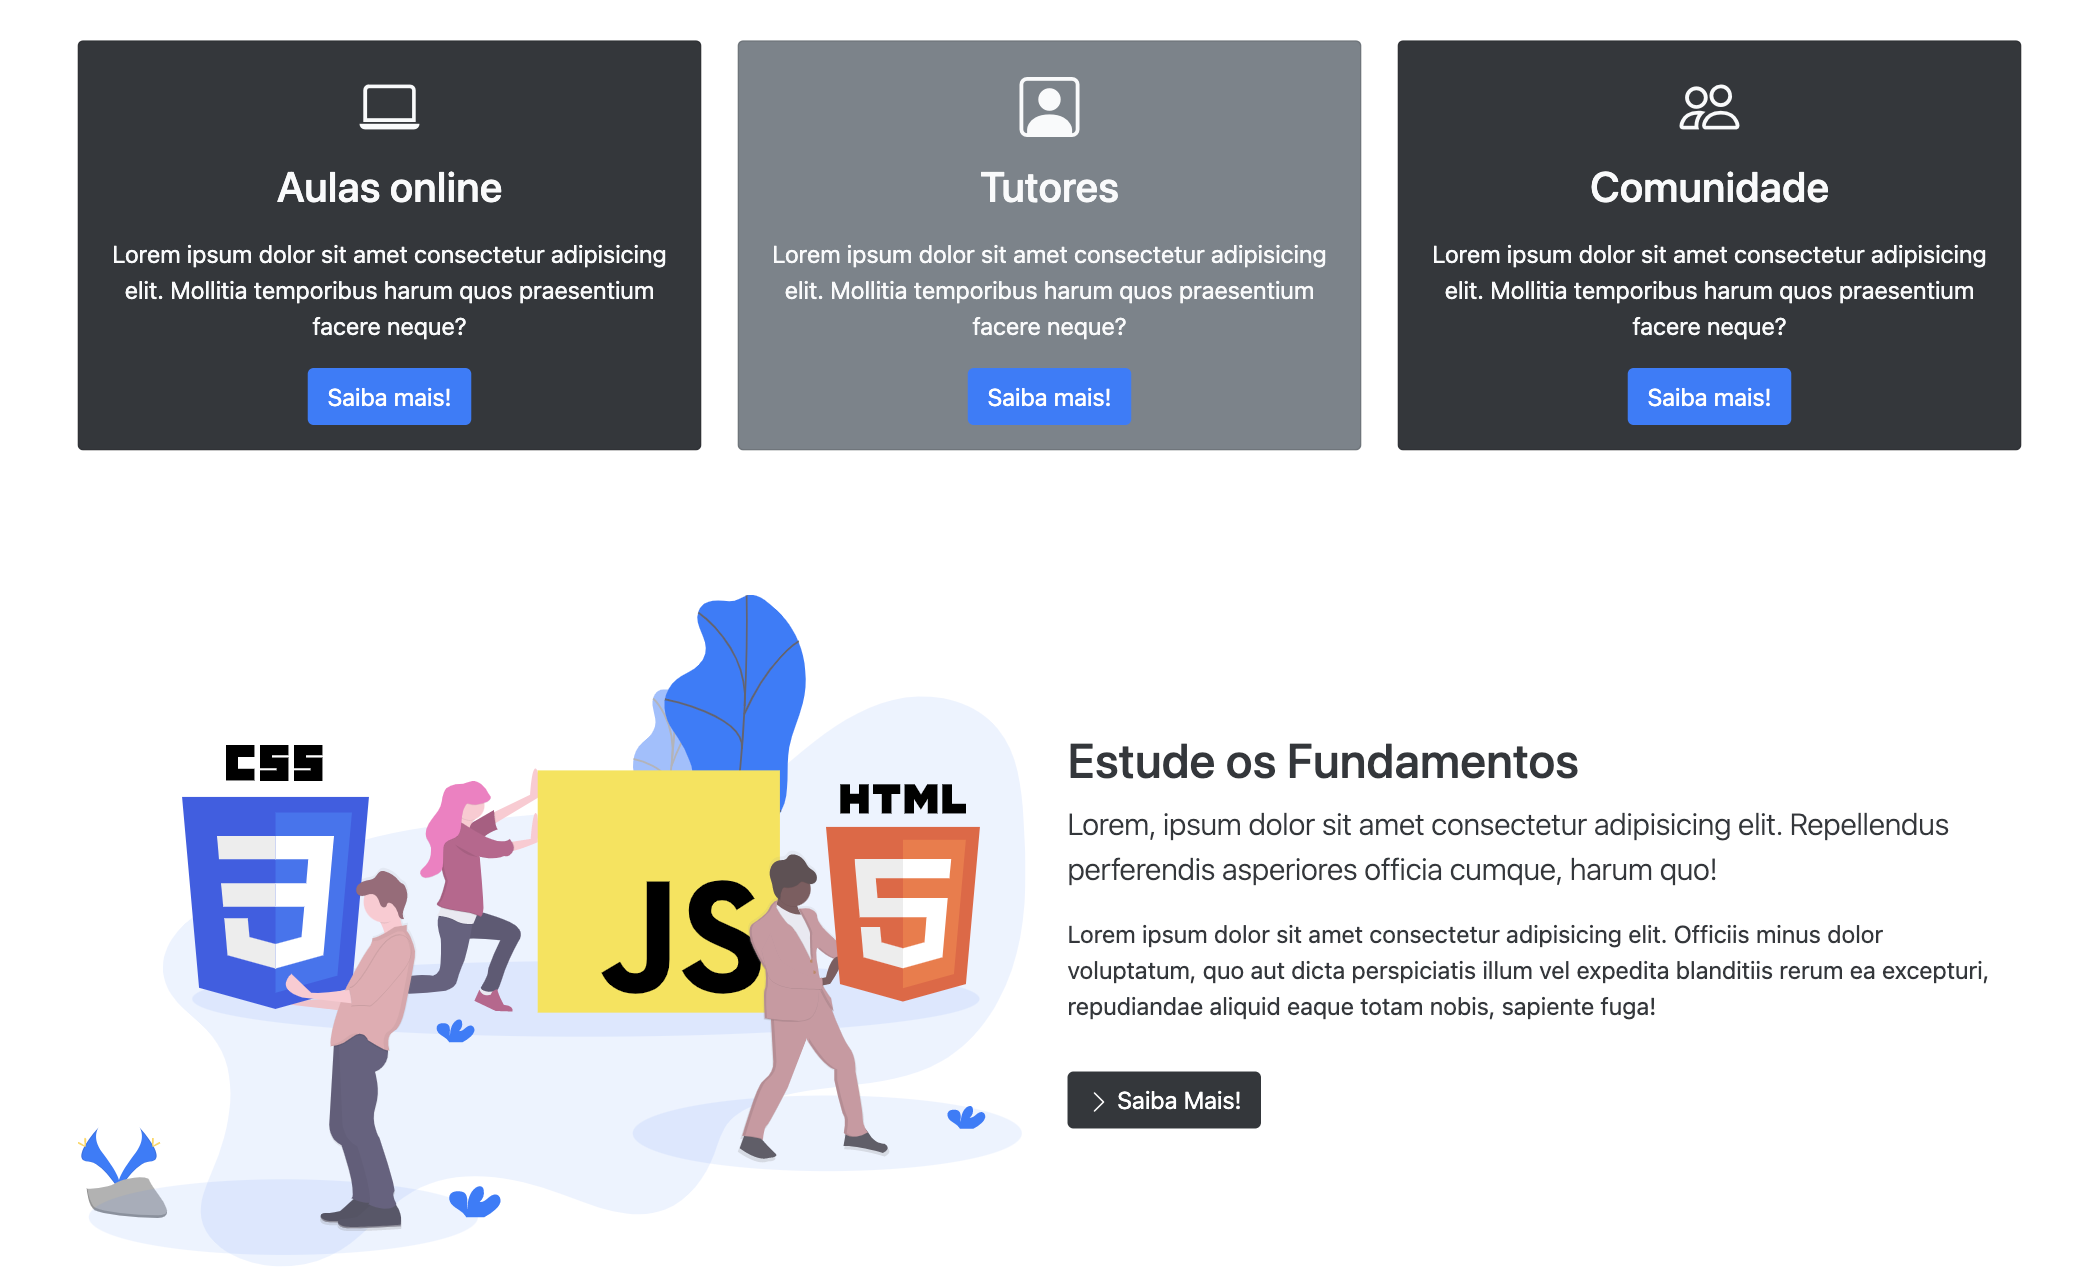 Aulas online
Lorem ipsum dolor sit amet consectetur adipisicing
elit. Mollitia temporibus harum quos praesentium
facere neque?
Saiba mais!
Tutores
Lorem ipsum dolor sit amet consectetur adipisicing
elit. Mollitia temporibus harum quos praesentium
facere neque?
Saiba mais!
Comunidade
Lorem ipsum dolor sit amet consectetur adipisicing
elit. Mollitia temporibus harum quos praesentium
facere neque?
Saiba mais!
CSS
3
JS
HTML
5
Estude os Fundamentos
Lorem, ipsum dolor sit amet consectetur adipisicing elit. Repellendus
perferendis asperiores officia cumque, harum quo!
Lorem ipsum dolor sit amet consectetur adipisicing elit. Officiis minus dolor
voluptatum, quo aut dicta perspiciatis illum vel expedita blanditiis rerum ea excepturi,
repudiandae aliquid eaque totam nobis, sapiente fuga!
Saiba Mais!